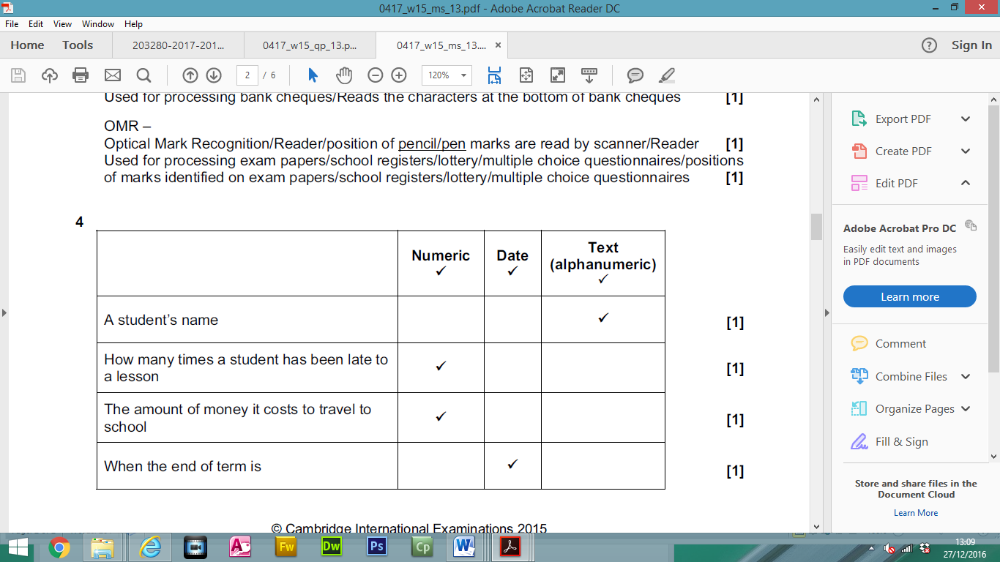 0417_w15_ms_13.pdf - Adobe Acrobat Reader DC
File Edit View Window Help
Home Tools 203280-2017-201... 0417_w15_qp_13.p... 0417_w15_ms_13.... × Sign In
2 / 6 120%
Used for processing bank cheques/Reads the characters at the bottom of bank cheques [1]
OMR –
Optical Mark Recognition/Reader/position of pencil/pen marks are read by scanner/Reader [1]
Used for processing exam papers/school registers/lottery/multiple choice questionnaires/positions
of marks identified on exam papers/school registers/lottery/multiple choice questionnaires [1]
4
Numeric ✓
Date ✓
Text
(alphanumeric)
✓
A student's name ✓ [1]
How many times a student has been late to
a lesson ✓ [1]
The amount of money it costs to travel to
school ✓ [1]
When the end of term is ✓ [1]
© Cambridge International Examinations 2015
Export PDF
Create PDF
Edit PDF
Adobe Acrobat Pro DC
Easily edit text and images
in PDF documents
Learn more
Comment
Combine Files
Organize Pages
Fill & Sign
Store and share files in the
Document Cloud
Learn More
Fw Dw Ps Cp
13:09
27/12/2016